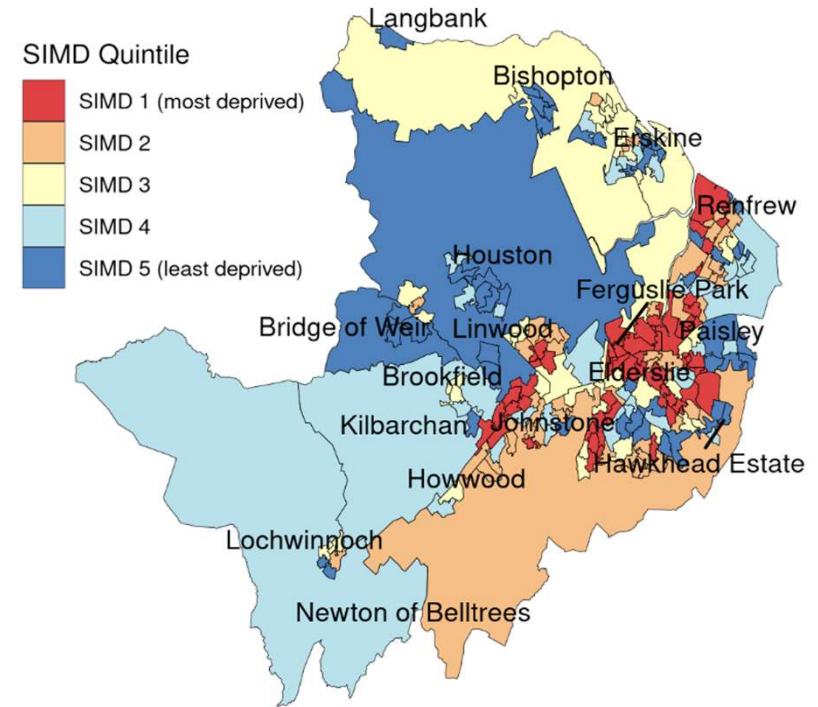 Langbank
SIMD Quintile
SIMD 1 (most deprived)
SIMD 2
SIMD 3
SIMD 4
SIMD 5 (least deprived)
Bishopton
Erskine
Renfrew
Houston
Ferguslie Park
Bridge of Weir
Linwood
Paisley
Brookfield
Elderslie
Kilbarchan
Johnstone
Hawkhead Estate
Howwood
Lochwinnoch
Newton of Belltrees